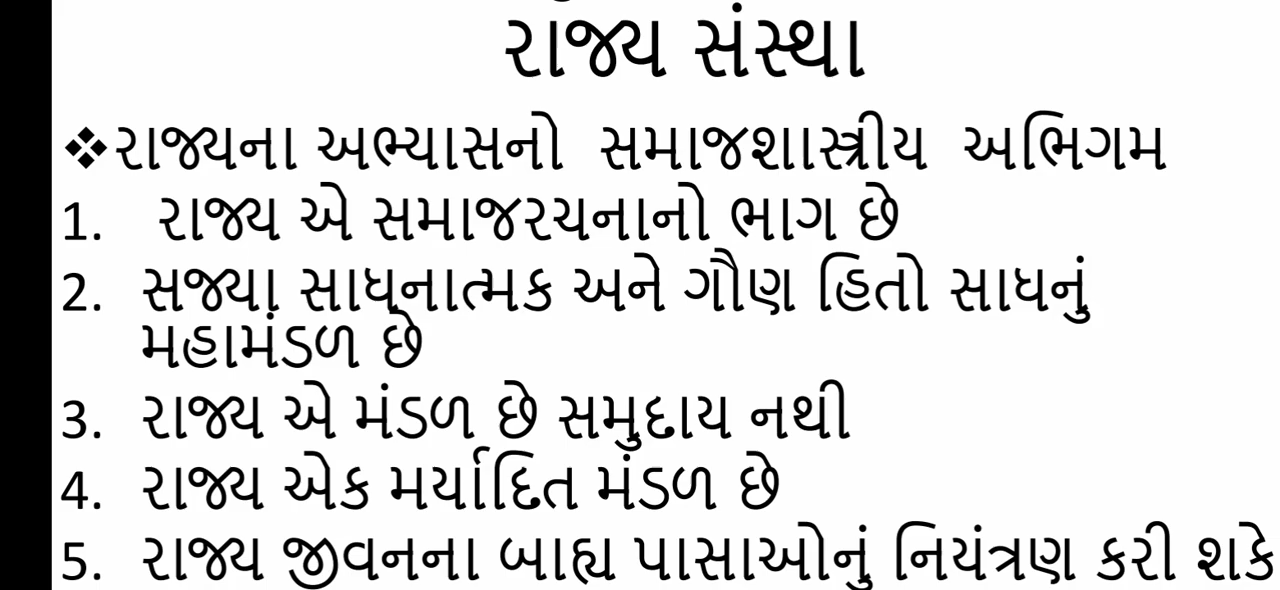 રાજ્ય સંસ્થા
❖રાજ્યના અભ્યાસનો સમાજશાસ્ત્રીય અભિગમ
1. રાજ્ય એ સમાજરચનાનો ભાગ છે
2. સજ્યા સાધનાત્મક અને ગૌણ હિતો સાધનું
મહામંડળ છે
3. રાજ્ય એ મંડળ છે સમુદાય નથી
4. રાજ્ય એક મર્યાદિત મંડળ છે
5. રાજ્ય જીવનના બાહ્ય પાસાઓનું નિયંત્રણ કરી શકે